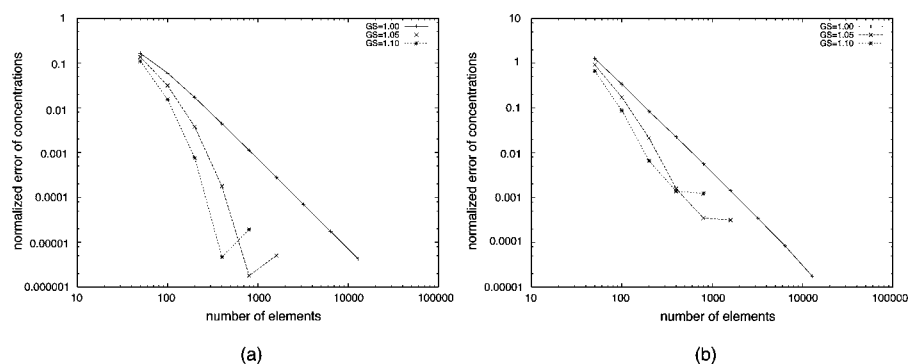 1
0.1
0.01
0.001
0.0001
0.00001
0.000001
normalized error of concentrations
10
100
1000
10000
100000
number of elements
GS=1.00
GS=1.05
GS=1.10
(a)
10
1
0.1
0.01
0.001
0.0001
0.00001
normalized error of concentrations
10
100
1000
10000
100000
number of elements
GS=1.00
GS=1.05
GS=1.10
(b)